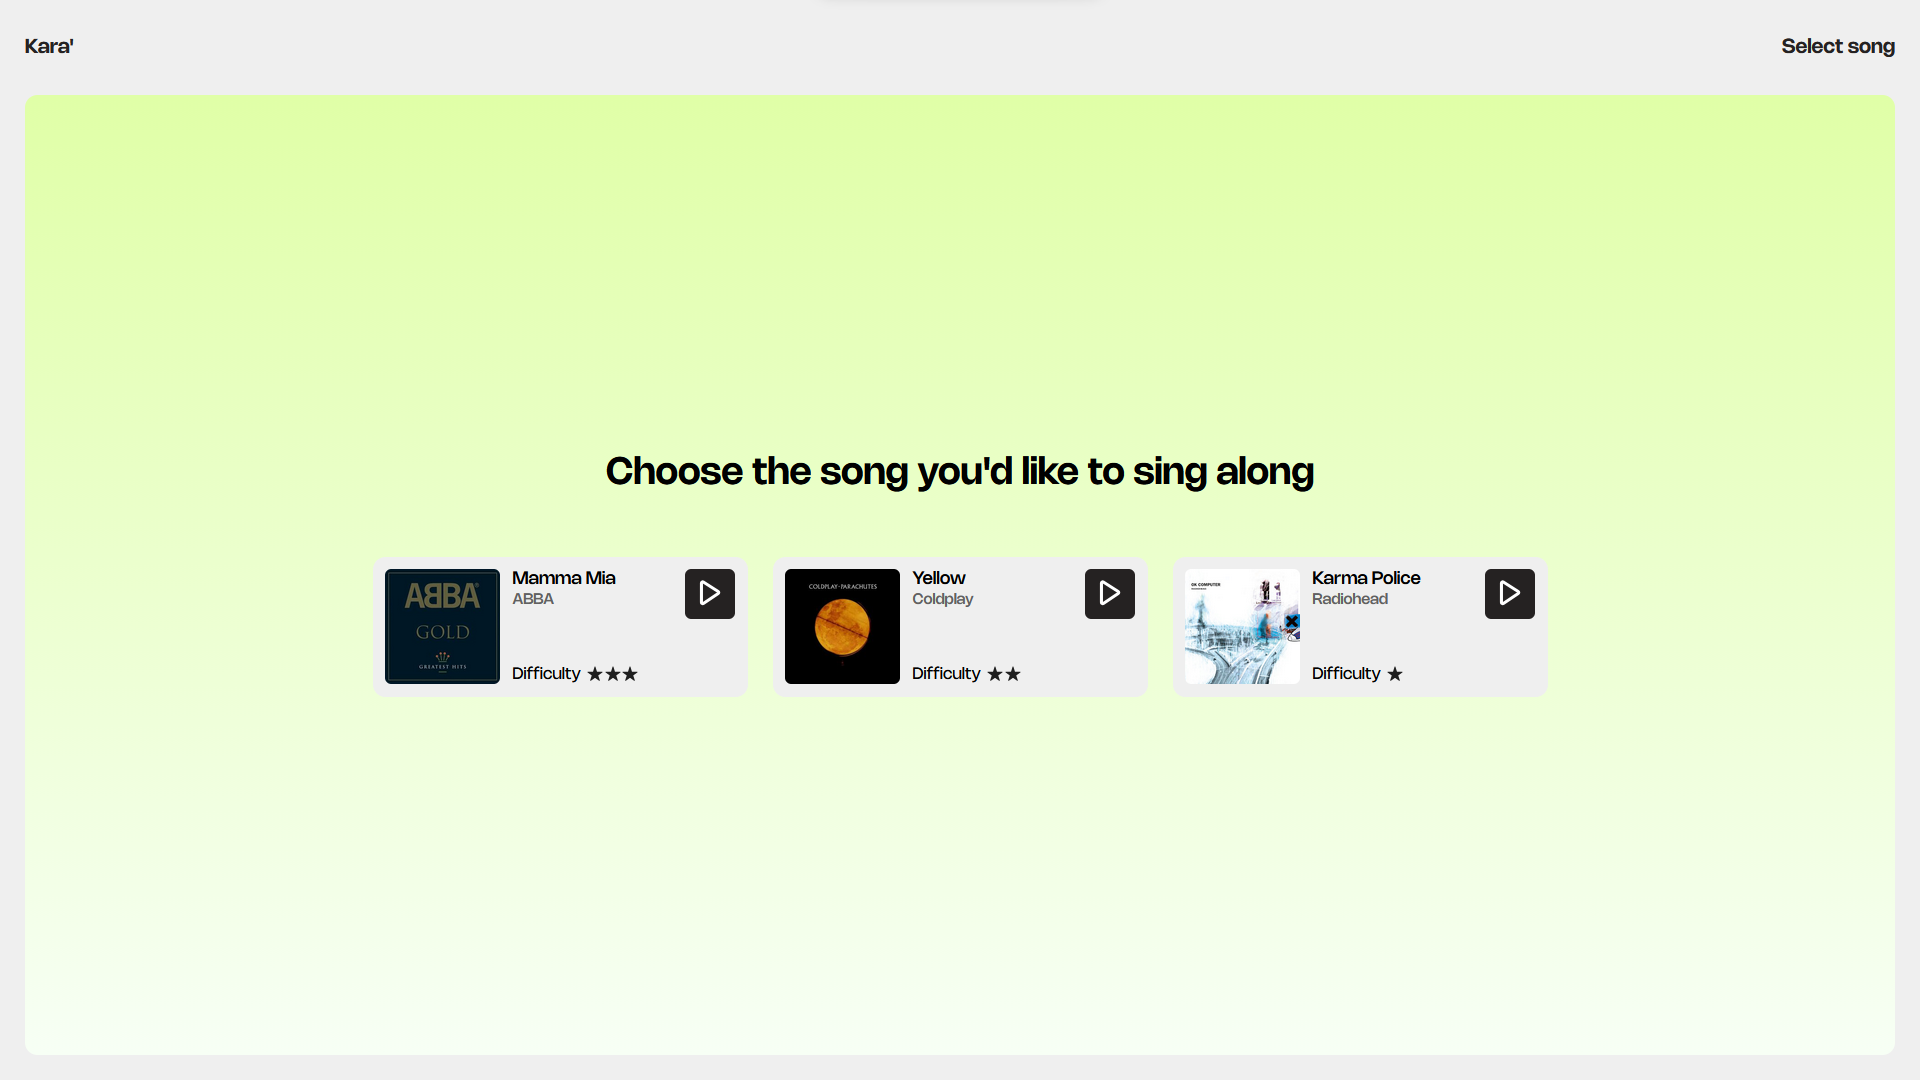 Kara'
Select song
Choose the song you'd like to sing along
ABBA
GOLD
GREATEST HITS
Mamma Mia
ABBA
Difficulty ★★★
COLDPLAY·PARACHUTES
Yellow
Coldplay
Difficulty ★★
OK COMPUTER
Karma Police
Radiohead
Difficulty ★